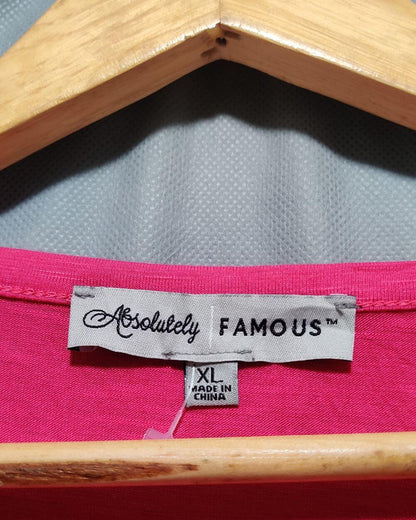 Absolutely FAMOUS™
XL
MADE IN
CHINA